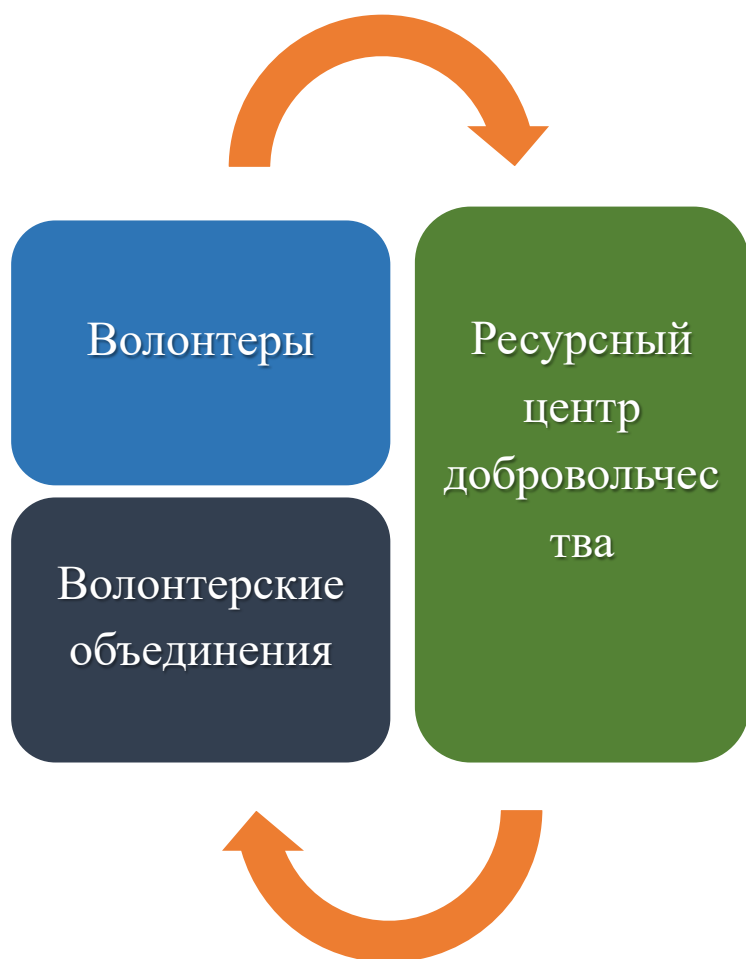 Волонтеры
Волонтерские
объединения
Ресурсный
центр
добровольчес
тва